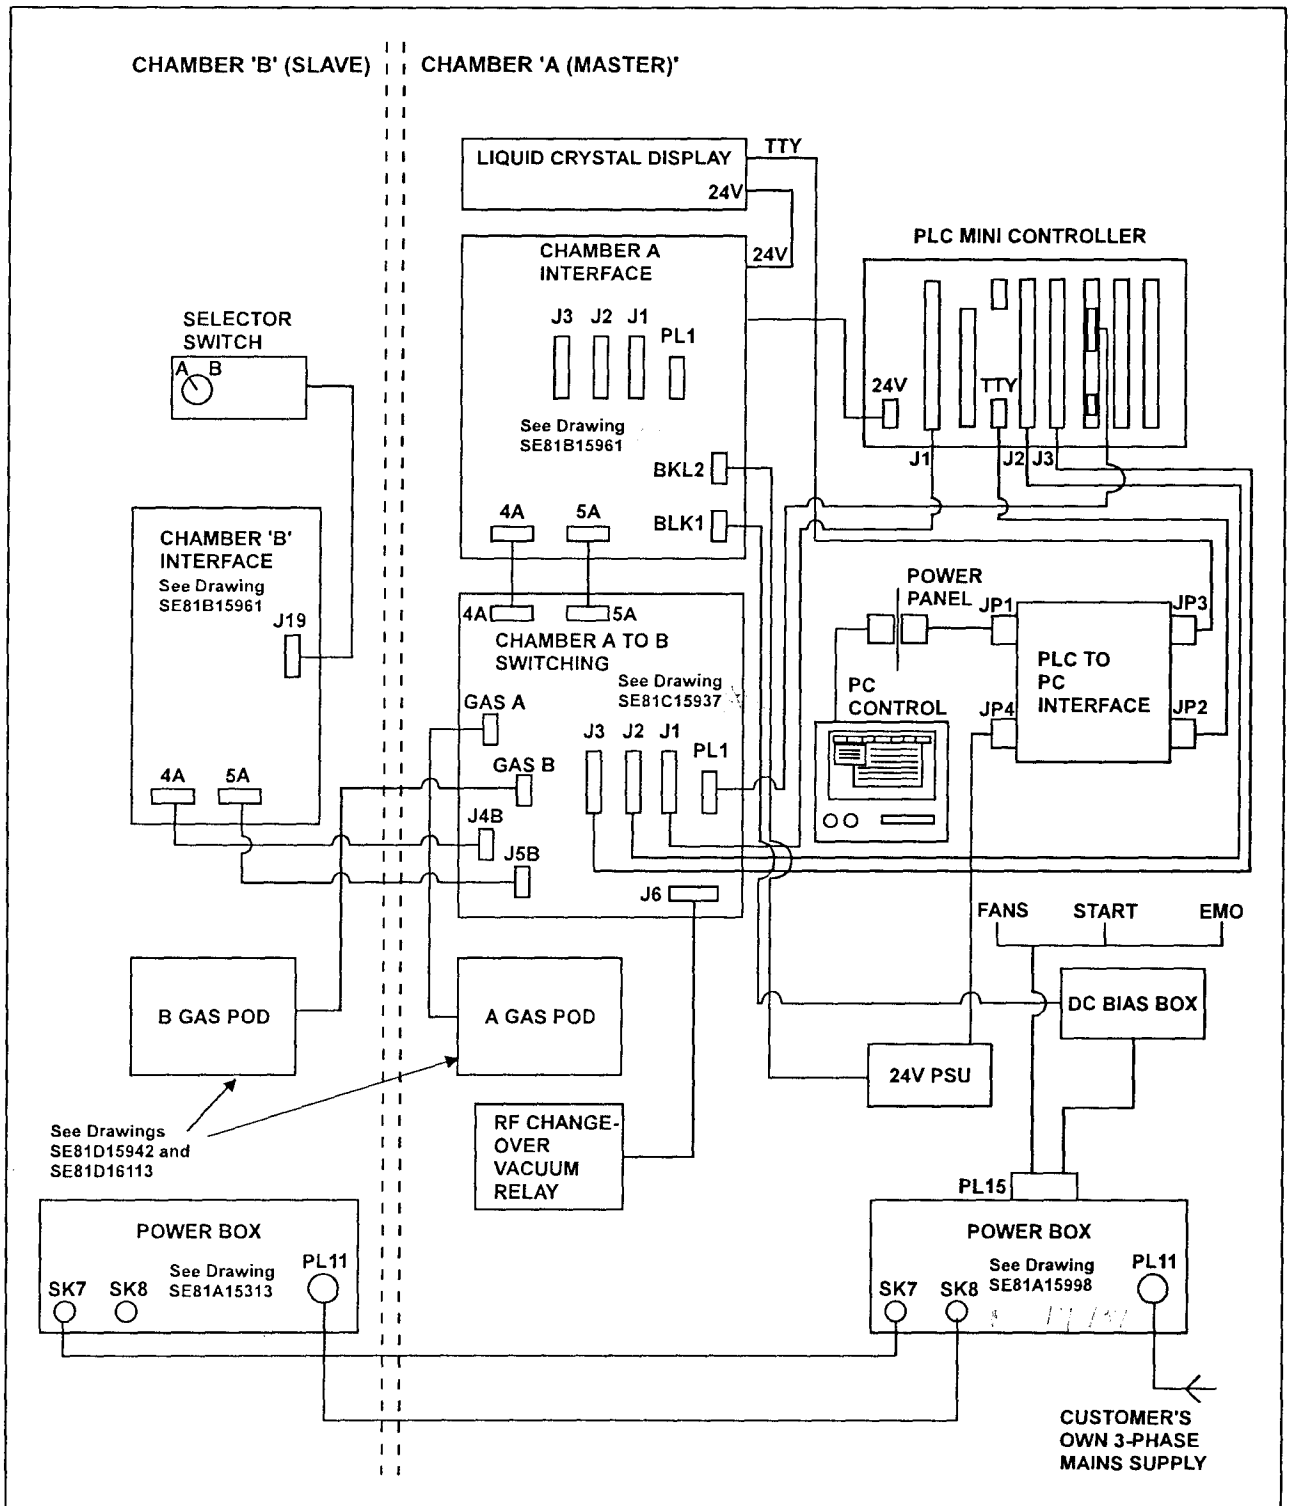 CHAMBER 'B' (SLAVE)
CHAMBER 'A (MASTER)'
LIQUID CRYSTAL DISPLAY
TTY
24V
CHAMBER A
INTERFACE
24V
J3
J2
J1
PL1
See Drawing
SE81B15961
BKL2
BLK1
4A
5A
PLC MINI CONTROLLER
24V
TTY
J1
J2
J3
SELECTOR
SWITCH
A
B
CHAMBER 'B'
INTERFACE
See Drawing
SE81B15961
J19
4A
5A
4A
5A
CHAMBER A TO B
SWITCHING
See Drawing
SE81C15937
GAS A
GAS B
J3
J2
J1
PL1
J4B
J5B
J6
POWER
PANEL
PC
CONTROL
JP1
JP3
PLC TO
PC
INTERFACE
JP4
JP2
FANS
START
EMO
DC BIAS BOX
24V PSU
B GAS POD
A GAS POD
See Drawings
SE81D15942 and
SE81D16113
RF CHANGE-
OVER
VACUUM
RELAY
POWER BOX
See Drawing
SE81A15313
SK7
SK8
PL11
PL15
POWER BOX
See Drawing
SE81A15998
SK7
SK8
PL11
CUSTOMER'S
OWN 3-PHASE
MAINS SUPPLY